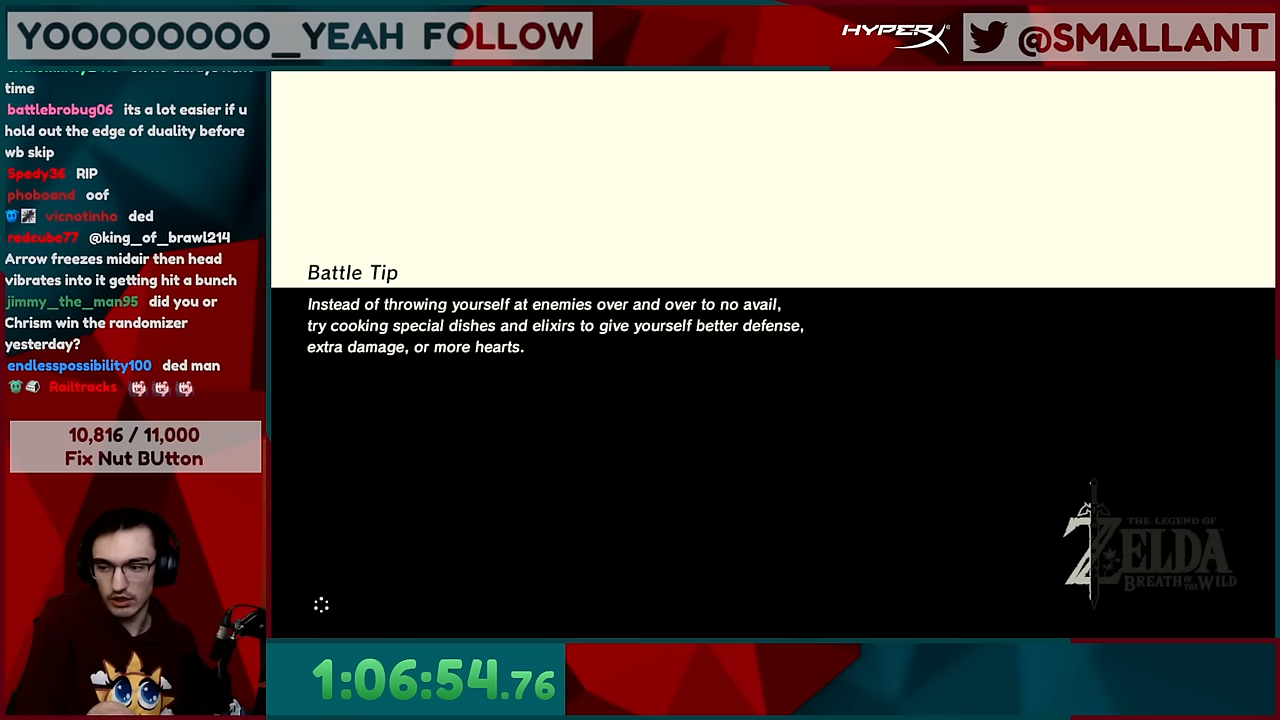 YOOOOOOOO_YEAH FOLLOW
HYPERX
@SMALLANT
time
battlebrobug06 its a lot easier if u
hold out the edge of duality before
wb skip
Spedy36 RIP
phoboand oof
vicnotinho ded
redcube77 @king_of_brawl214
Arrow freezes midair then head
vibrates into it getting hit a bunch
jimmy_the_man95 did you or
Chrism win the randomizer
yesterday?
endlesspossibility100 ded man
Railtracks
10,816 / 11,000
Fix Nut BUtton
Battle Tip
Instead of throwing yourself at enemies over and over to no avail,
try cooking special dishes and elixirs to give yourself better defense,
extra damage, or more hearts.
THE LEGEND OF
ZELDA
BREATH OF THE WILD
1:06:54.76